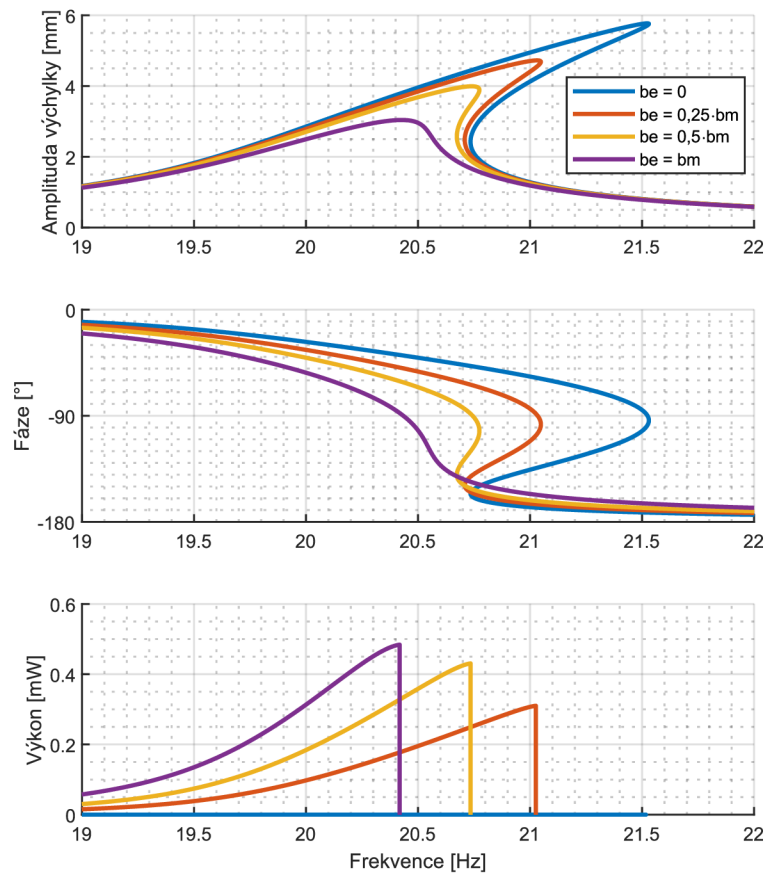 Amplituda výchylky [mm]
6
4
2
0
be = 0
be = 0,25·bm
be = 0,5·bm
be = bm
19 19.5 20 20.5 21 21.5 22
Fáze [°]
0
-90
-180
19 19.5 20 20.5 21 21.5 22
Výkon [mW]
0.6
0.4
0.2
0
19 19.5 20 20.5 21 21.5 22
Frekvence [Hz]